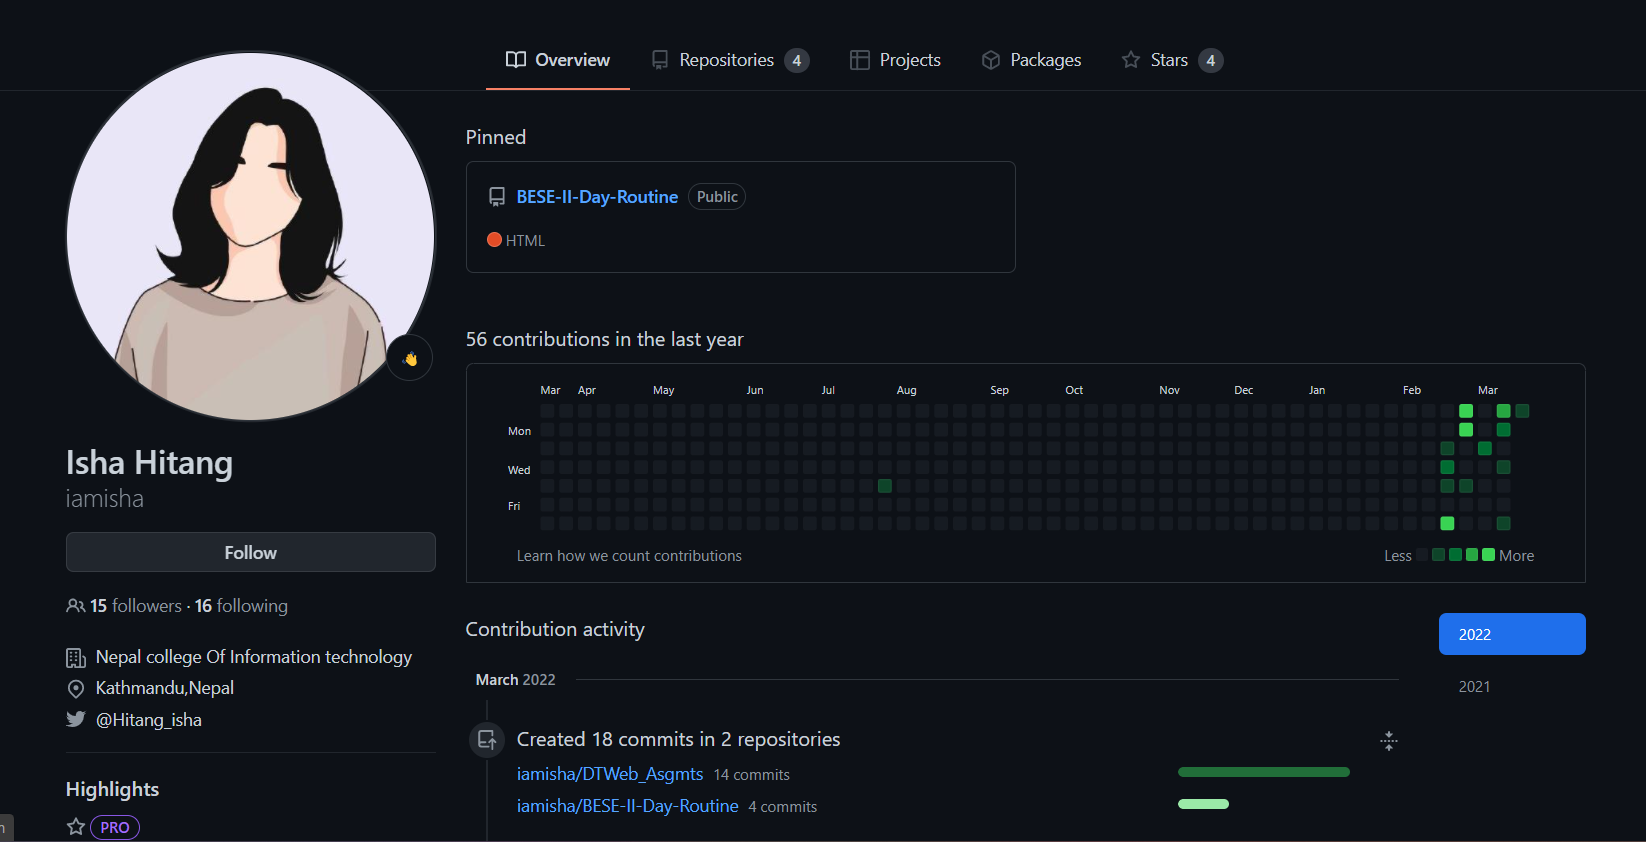 Overview Repositories 4 Projects Packages Stars 4
Isha Hitang
iamisha
Follow
15 followers · 16 following
Nepal college Of Information technology
Kathmandu,Nepal
@Hitang_isha
Highlights
PRO
Pinned
BESE-II-Day-Routine Public
HTML
56 contributions in the last year
Mar Apr May Jun Jul Aug Sep Oct Nov Dec Jan Feb Mar
Mon
Wed
Fri
Learn how we count contributions Less More
Contribution activity
2022
2021
March 2022
Created 18 commits in 2 repositories
iamisha/DTWeb_Asgmts 14 commits
iamisha/BESE-II-Day-Routine 4 commits